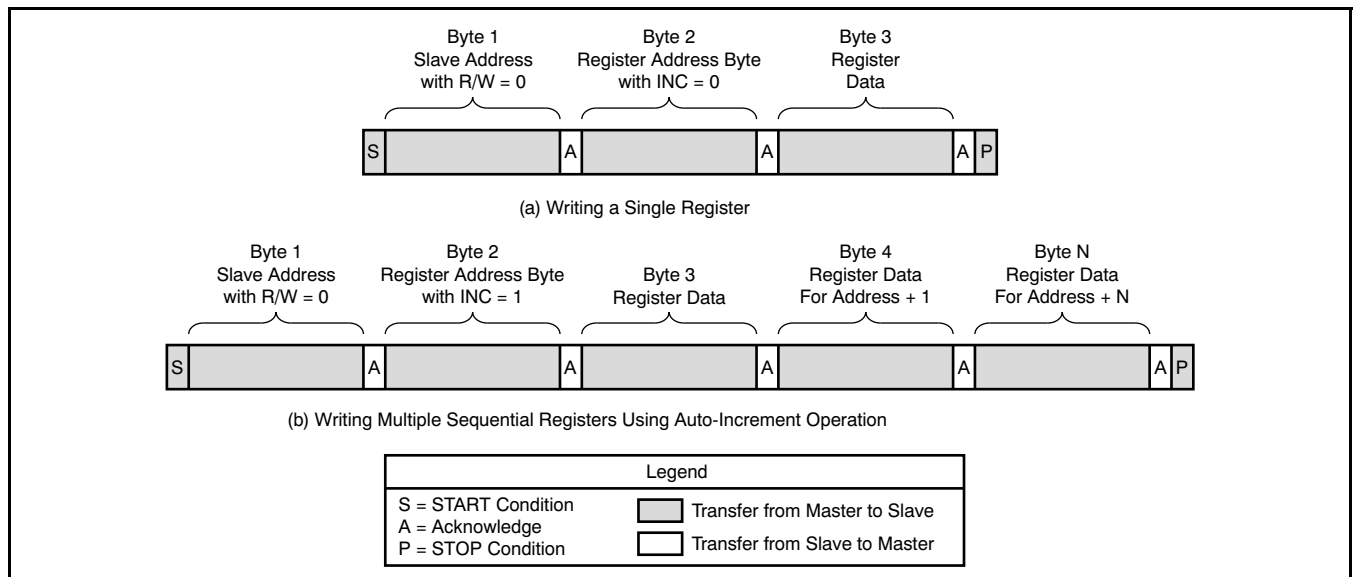 Byte 1
Slave Address
with R/W = 0
Byte 2
Register Address Byte
with INC = 0
Byte 3
Register
Data
S
A
A
A
P
(a) Writing a Single Register
Byte 1
Slave Address
with R/W = 0
Byte 2
Register Address Byte
with INC = 1
Byte 3
Register Data
Byte 4
Register Data
For Address + 1
Byte N
Register Data
For Address + N
S
A
A
A
A
A
P
(b) Writing Multiple Sequential Registers Using Auto-Increment Operation
Legend
S = START Condition
A = Acknowledge
P = STOP Condition
Transfer from Master to Slave
Transfer from Slave to Master